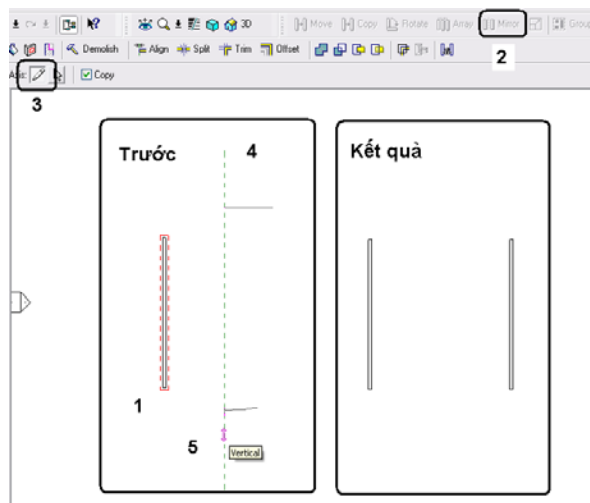 3D Move Copy Rotate Array Mirror Group
2
Demolish Align Split Trim Offset
Axis: Copy
3
Trước 4 Kết quả
1
5 Vertical